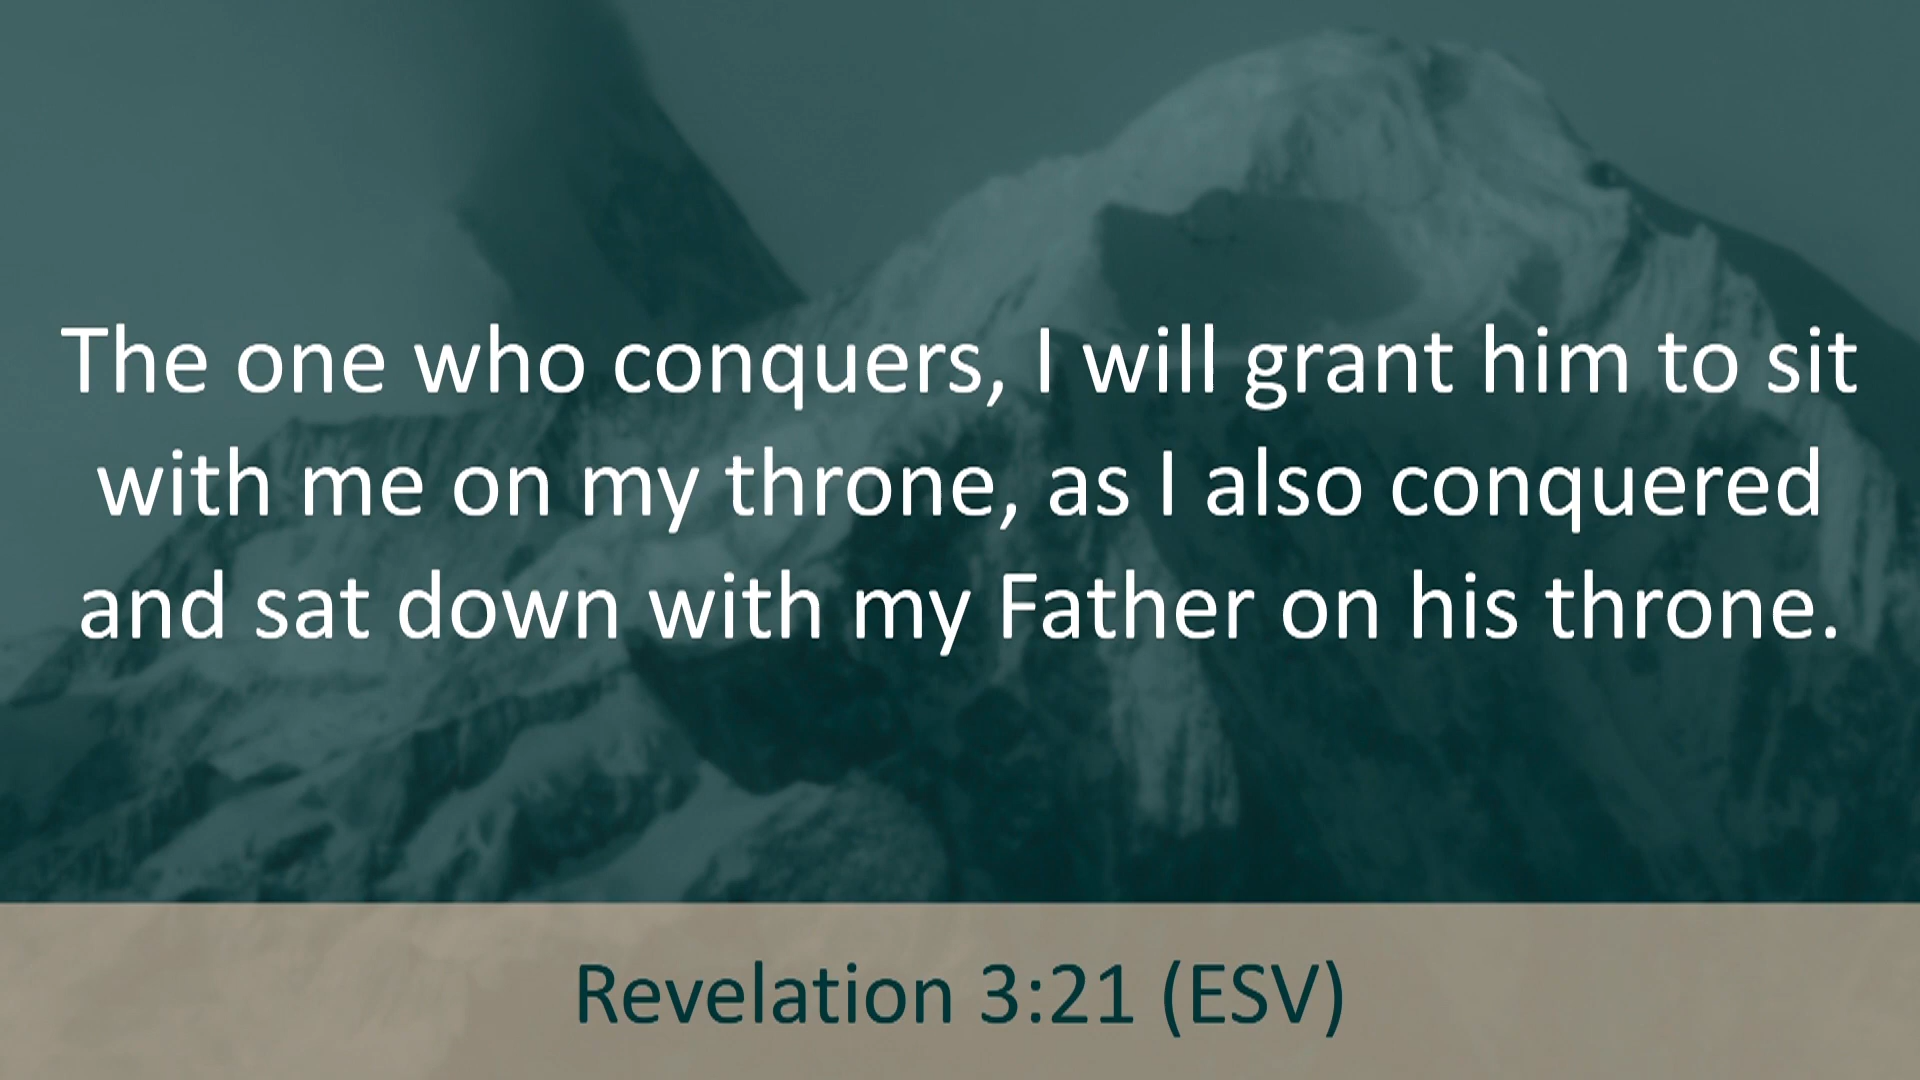 The one who conquers, I will grant him to sit
with me on my throne, as I also conquered
and sat down with my Father on his throne.
Revelation 3:21 (ESV)